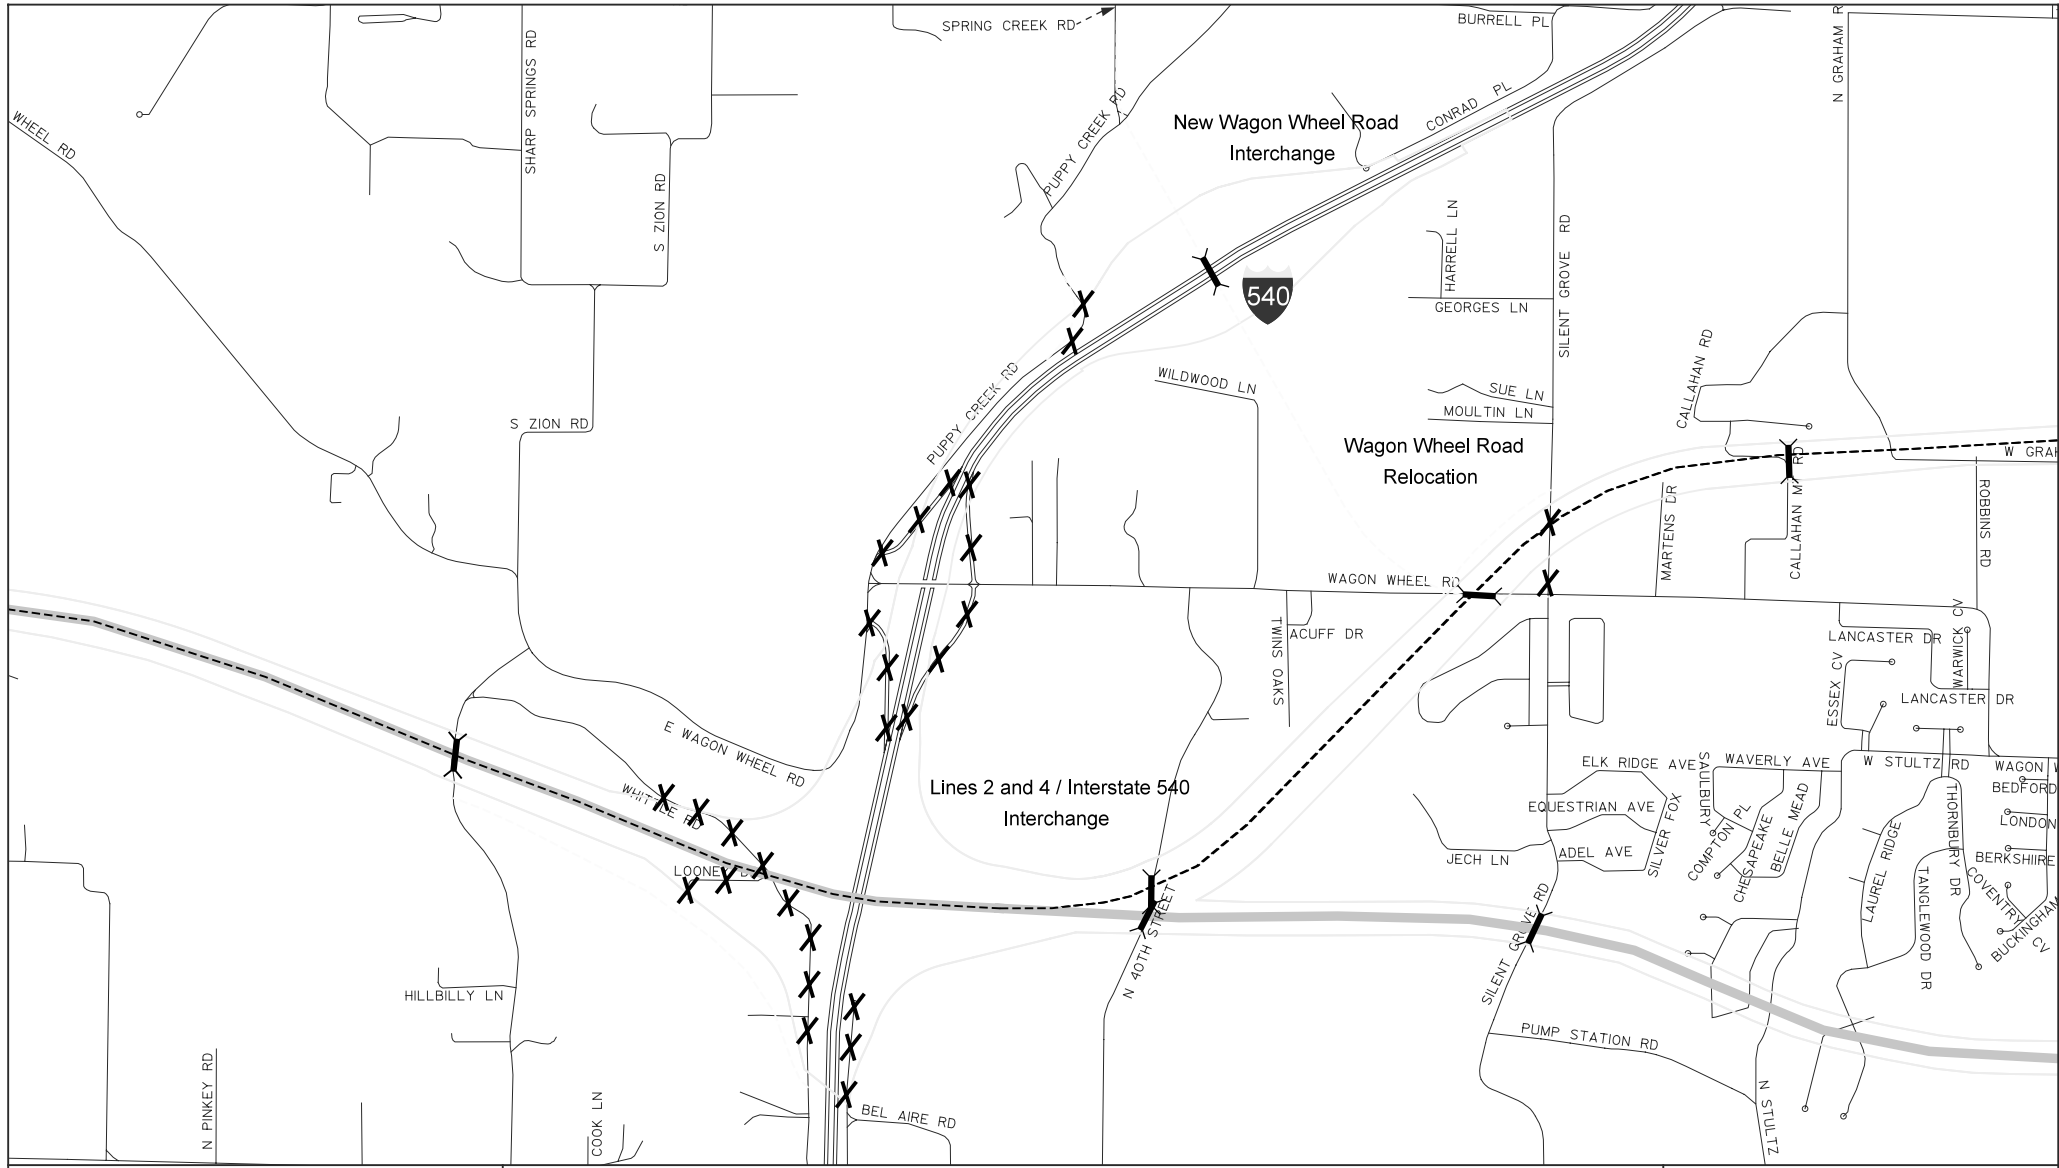 SPRING CREEK RD
BURRELL PL
N GRAHAM R
SHARP SPRINGS RD
WHEEL RD
PUPPY CREEK RD
New Wagon Wheel Road
Interchange
CONRAD PL
S ZION RD
HARRELL LN
SILENT GROVE RD
540
GEORGES LN
CALLAHAN RD
PUPPY CREEK RD
WILDWOOD LN
SUE LN
MOULTIN LN
S ZION RD
Wagon Wheel Road
Relocation
W GRAH
RD
CALLAHAN M
MARTENS DR
ROBBINS RD
WAGON WHEEL RD
TWINS OAKS
ACUFF DR
LANCASTER DR
WARWICK CV
ESSEX CV
LANCASTER DR
E WAGON WHEEL RD
Lines 2 and 4 / Interstate 540
Interchange
ELK RIDGE AVE
SAULBURY
WAVERLY AVE
W STULTZ RD
WAGON W
BEDFORD
EQUESTRIAN AVE
SILVER FOX
COMPTON PL
CHESAPEAKE
BELLE MEAD
THORNBURY DR
LONDON
JECH LN
ADEL AVE
LAUREL RIDGE
TANGLEWOOD DR
BERKSHIIRE
COVENTRY CV
BUCKINGHAM
N 40TH STREET
SILENT GROVE RD
HILLBILLY LN
PUMP STATION RD
N PINKEY RD
COOK LN
BEL AIRE RD
N STULTZ